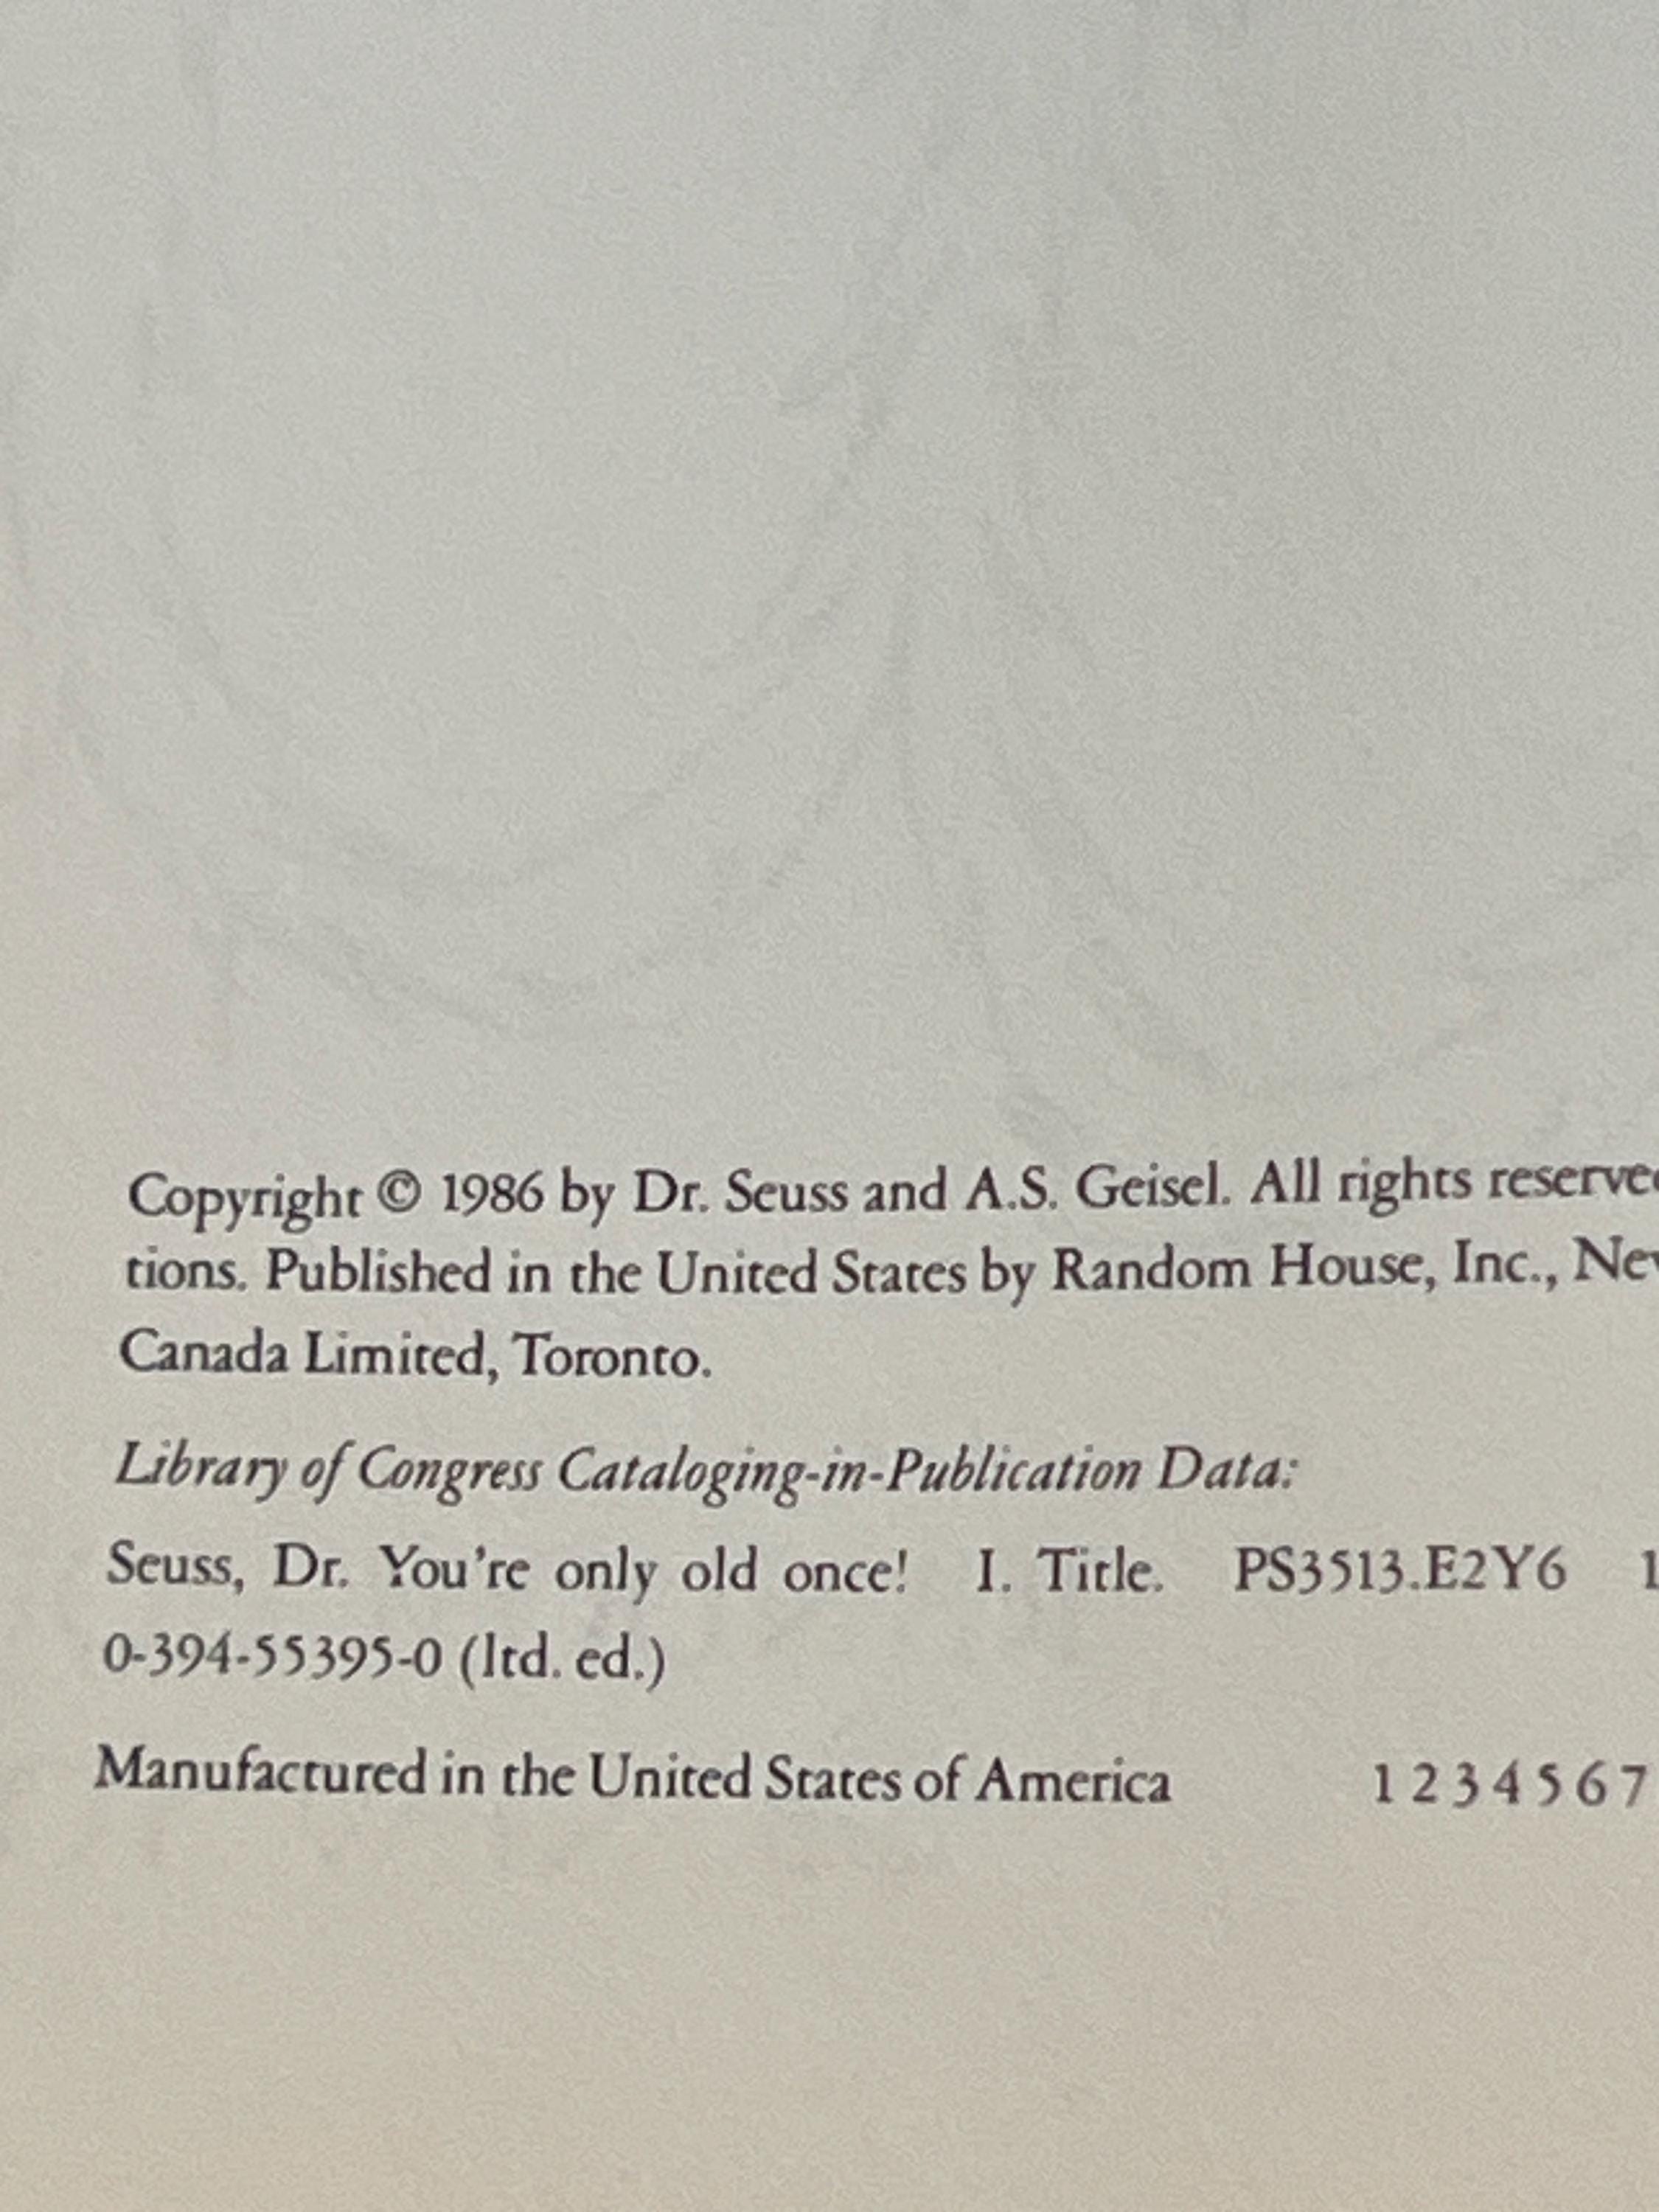 Copyright © 1986 by Dr. Seuss and A.S. Geisel. All rights
tions. Published in the United States by Random House, Inc.,
Canada Limited, Toronto.
Library of Congress Cataloging-in-Publication Data:
Seuss, Dr. You're only old once! I. Title. PS3513.E2Y6
0-394-55395-0 (ltd. ed.)
Manufactured in the United States of America 1 2 3 4 5 6 7